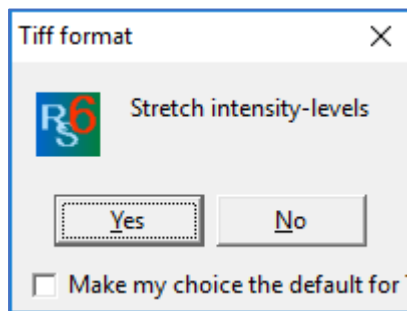 Tiff format
RS6
Stretch intensity-levels
Yes
No
Make my choice the default for